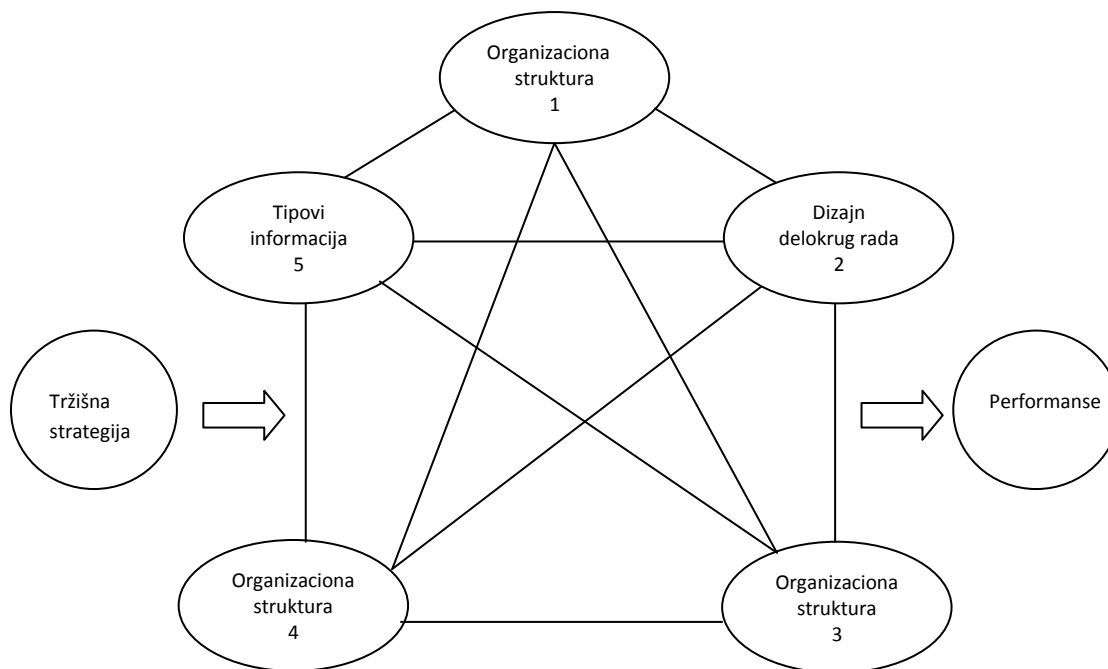 Organizaciona
struktura
1
Tipovi
informacija
5
Dizajn
delokrug rada
2
Tržišna
strategija
Performanse
Organizaciona
struktura
4
Organizaciona
struktura
3